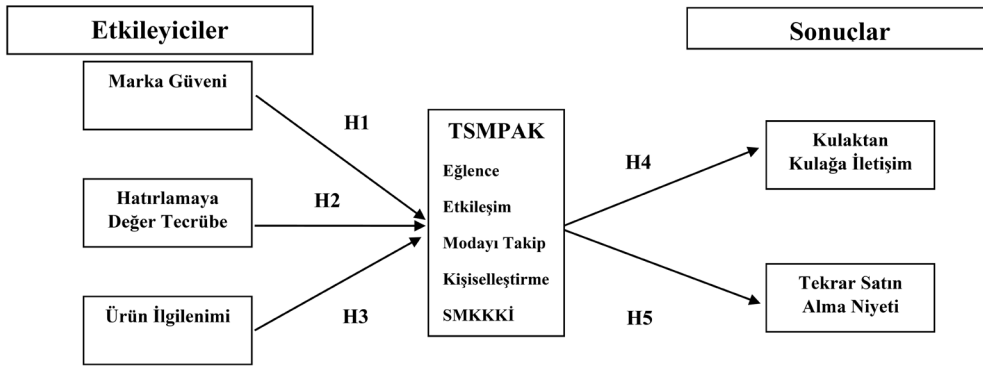 Etkileyiciler
Sonuçlar
Marka Güveni
H1
Hatırlamaya
Değer Tecrübe
H2
Ürün İlgilenimi
H3
TSMPAK
Eğlence
Etkileşim
Modayı Takip
Kişiselleştirme
SMKKKİ
H4
Kulaktan
Kulağa İletişim
H5
Tekrar Satın
Alma Niyeti